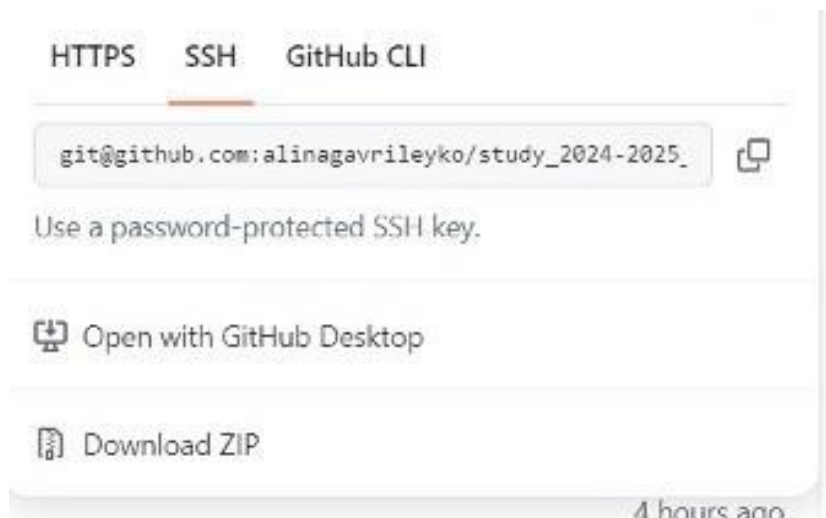 HTTPS SSH GitHub CLI
git@github.com:alinagavrileyko/study_2024-2025_
Use a password-protected SSH key.
Open with GitHub Desktop
Download ZIP
4 hours ago